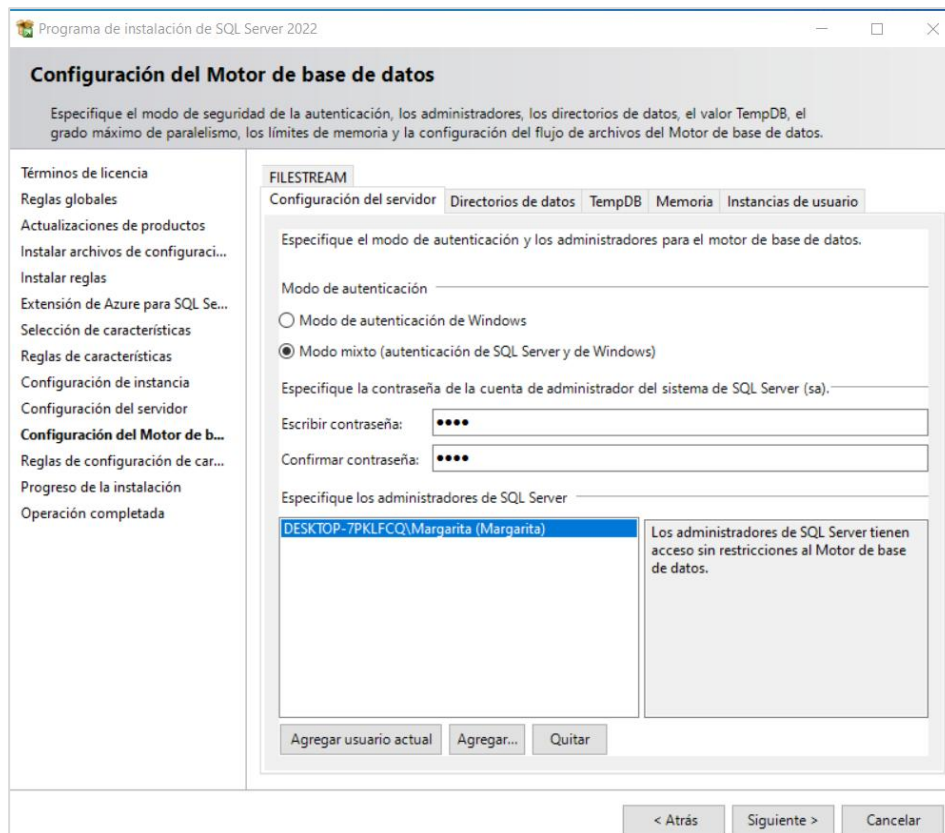 Programa de instalación de SQL Server 2022
Configuración del Motor de base de datos
Especifique el modo de seguridad de la autenticación, los administradores, los directorios de datos, el valor TempDB, el
grado máximo de paralelismo, los límites de memoria y la configuración del flujo de archivos del Motor de base de datos.
Términos de licencia
Reglas globales
Actualizaciones de productos
Instalar archivos de configuraci...
Instalar reglas
Extensión de Azure para SQL Se...
Selección de características
Reglas de característica
Configuración de instancia
Configuración del servidor
Configuración del Motor de b...
Reglas de configuración de car...
Progreso de la instalación
Operación completada
FILESTREAM
Configuración del servidor Directorios de datos TempDB Memoria Instancias de usuario
Especifique el modo de autenticación y los administradores para el motor de base de datos.
Modo de autenticación
Modo de autenticación de Windows
Modo mixto (autenticación de SQL Server y de Windows)
Especifique la contraseña de la cuenta de administrador del sistema de SQL Server (sa).
Escribir contraseña: ●●●●
Confirmar contraseña: ●●●●
Especifique los administradores de SQL Server
DESKTOP-7PKLFCQ\Margarita (Margarita)
Los administradores de SQL Server tienen
acceso sin restricciones al Motor de base
de datos.
Agregar usuario actual Agregar... Quitar
< Atrás Siguiente > Cancelar